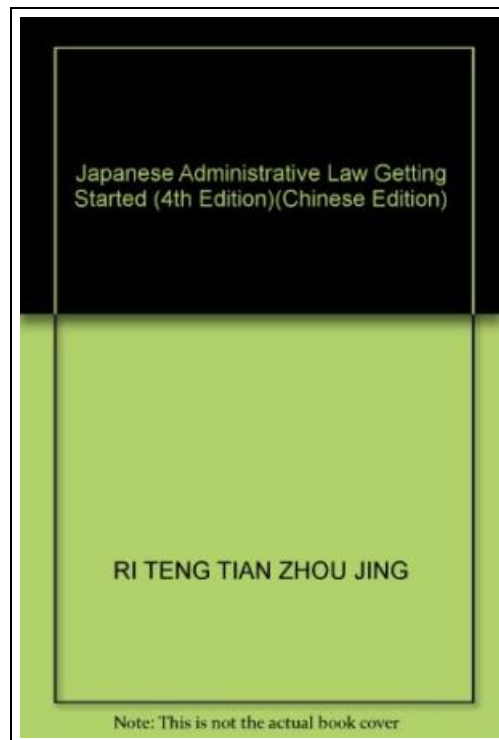 Japanese Administrative Law Getting
Started (4th Edition)(Chinese Edition)
RI TENG TIAN ZHOU JING
Note: This is not the actual book cover